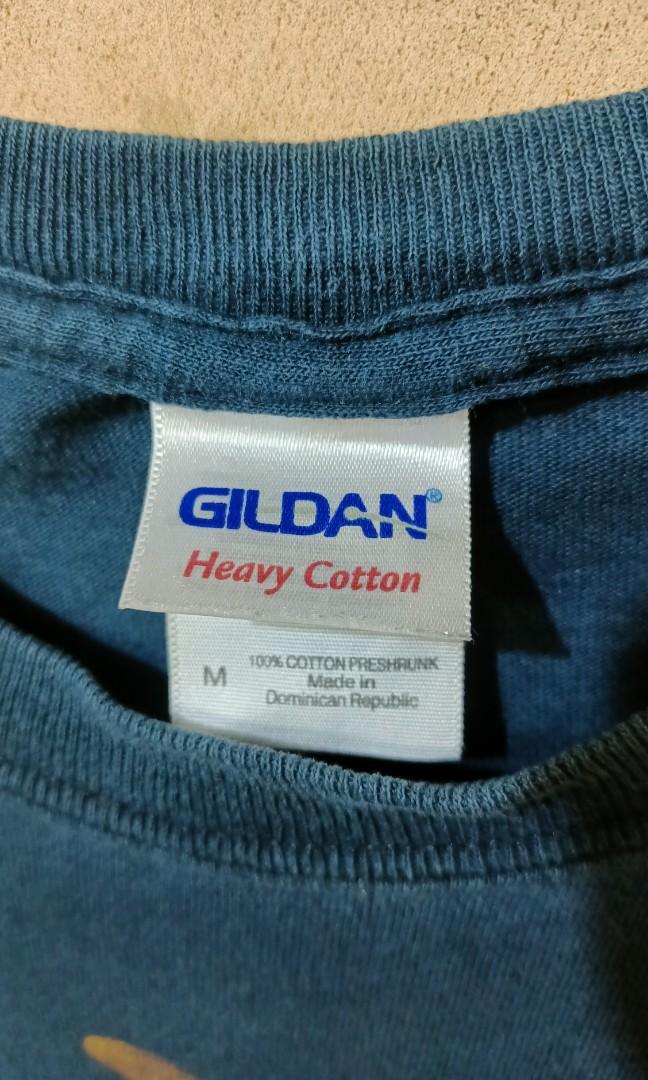 GILDAN®
Heavy Cotton
M
100% COTTON PRESHRUNK
Made in
Dominican Republic